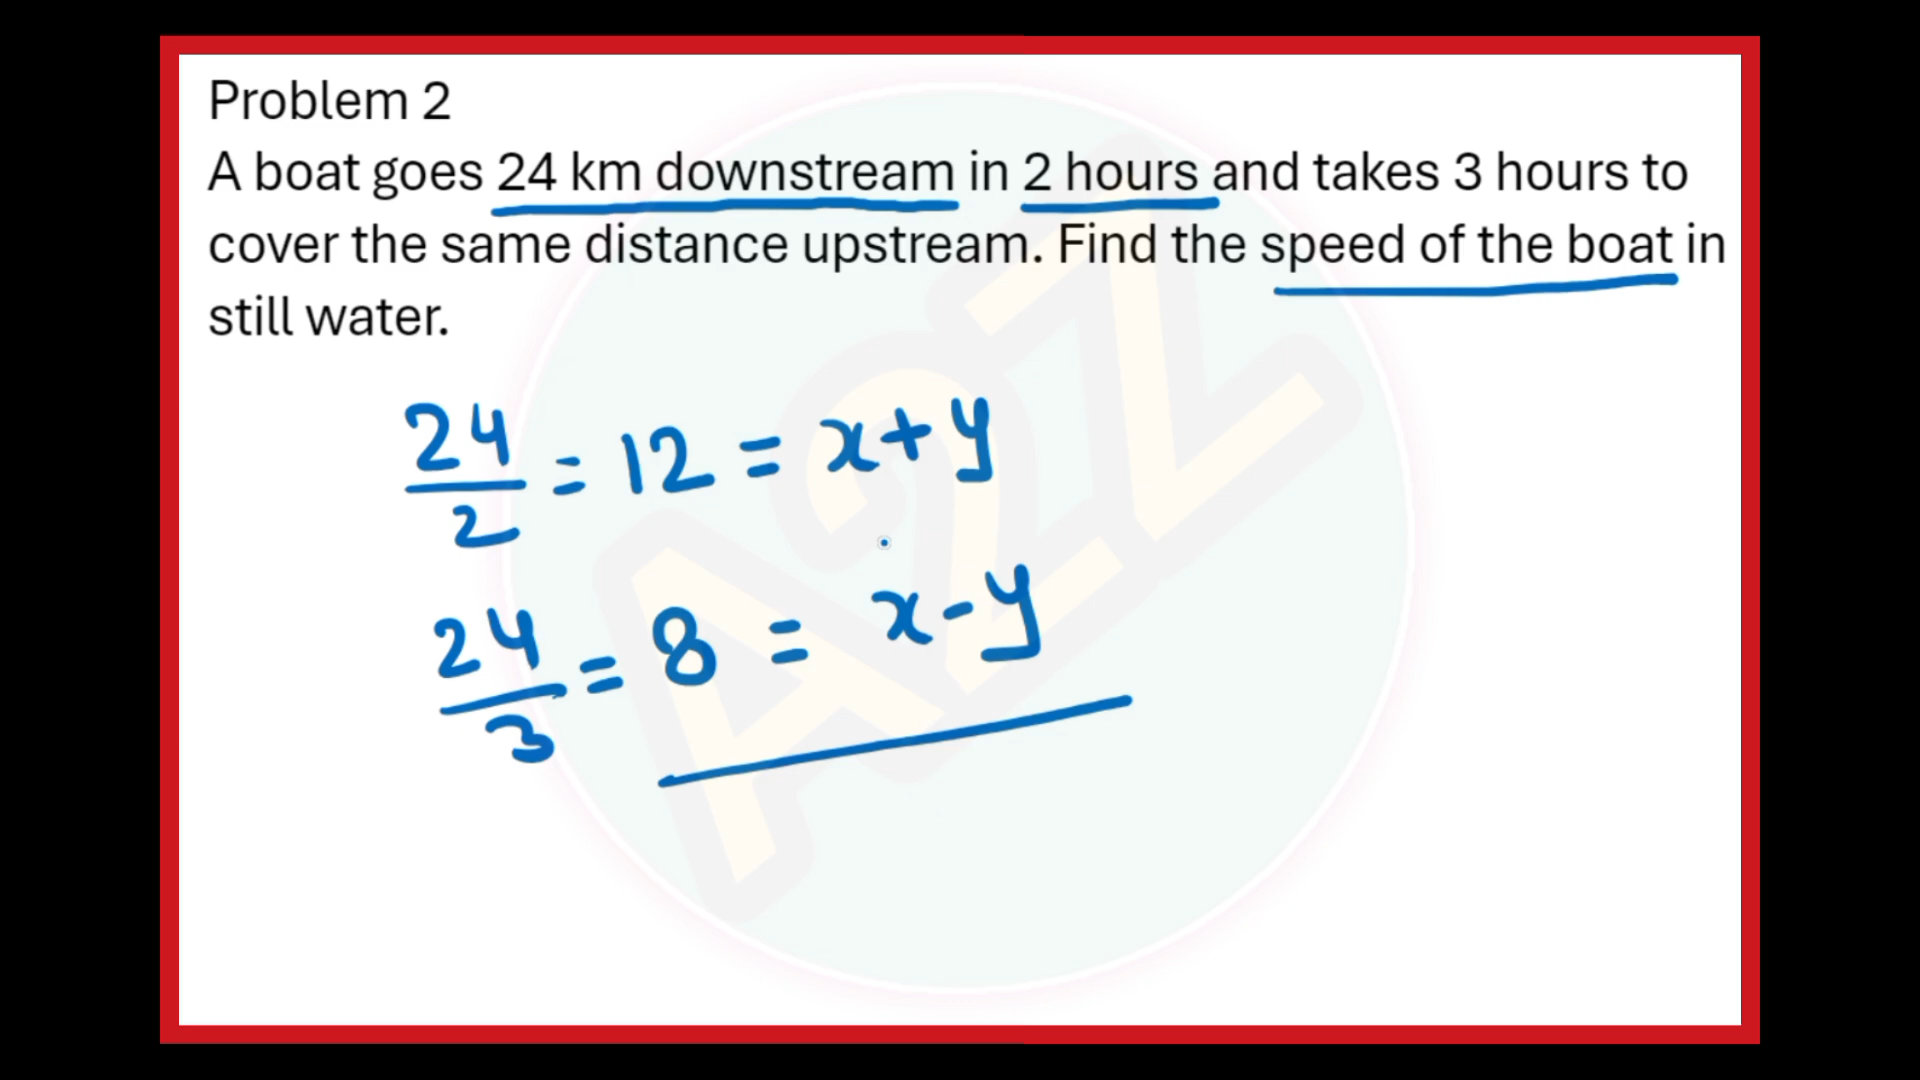 Problem 2
A boat goes 24 km downstream in 2 hours and takes 3 hours to
cover the same distance upstream. Find the speed of the boat in
still water.
24/2 = 12 = x+y
24/3 = 8 = x-y
A2Z